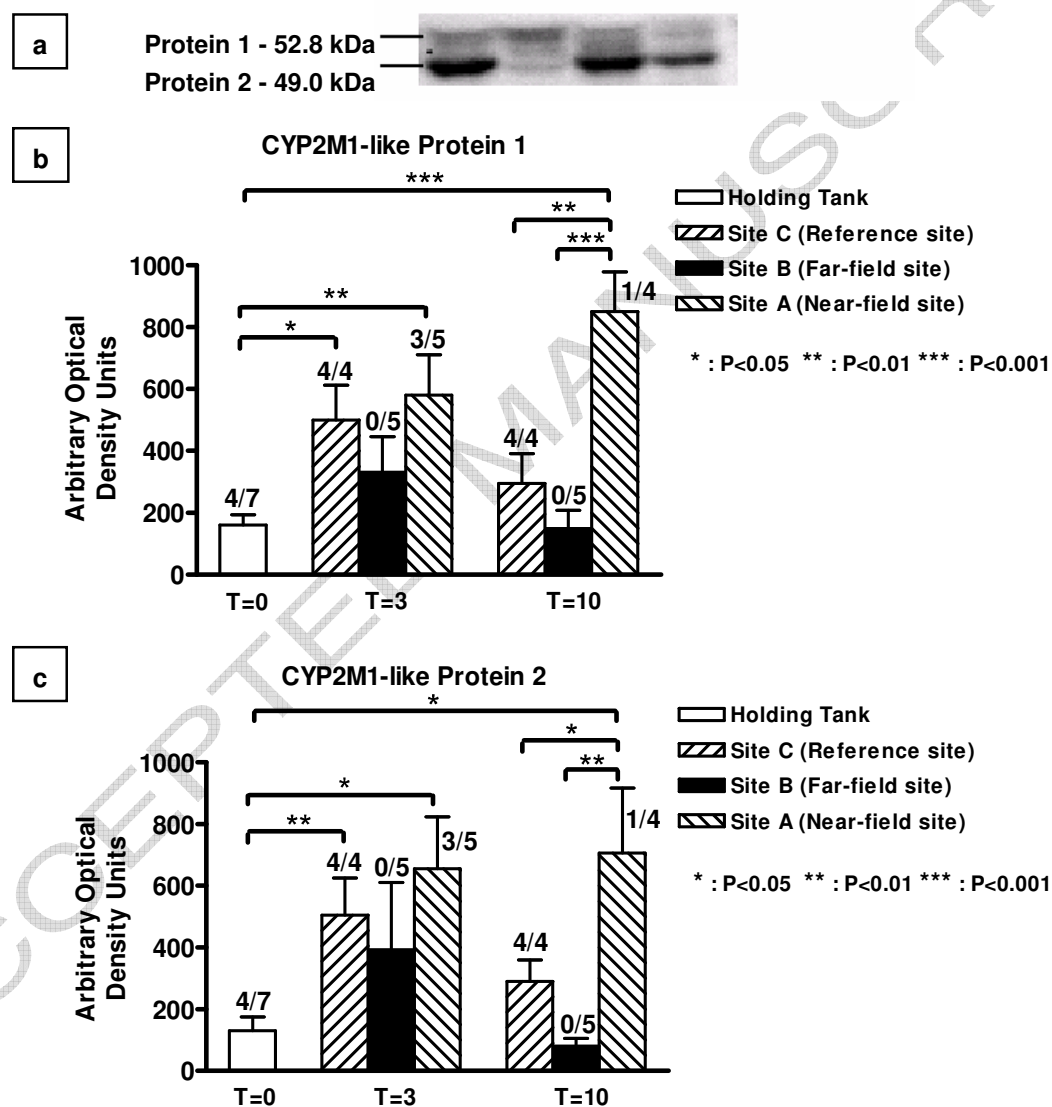 a
Protein 1 - 52.8 kDa
Protein 2 - 49.0 kDa
b
CYP2M1-like Protein 1
***
**
***
**
*
Arbitrary Optical
Density Units
1000
800
600
400
200
0
4/7
4/4
0/5
3/5
4/4
0/5
1/4
T=0
T=3
T=10
Holding Tank
Site C (Reference site)
Site B (Far-field site)
Site A (Near-field site)
* : P<0.05 ** : P<0.01 *** : P<0.001
c
CYP2M1-like Protein 2
*
*
**
*
**
Arbitrary Optical
Density Units
1000
800
600
400
200
0
4/7
4/4
0/5
3/5
4/4
0/5
1/4
T=0
T=3
T=10
Holding Tank
Site C (Reference site)
Site B (Far-field site)
Site A (Near-field site)
* : P<0.05 ** : P<0.01 *** : P<0.001